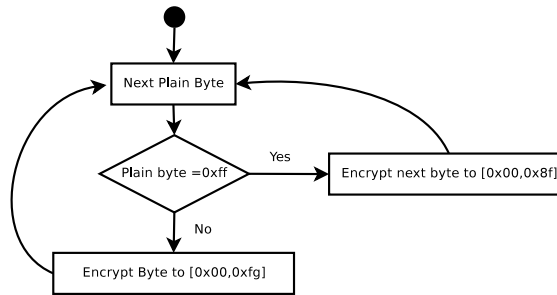 Next Plain Byte
Plain byte =0xff
Yes
Encrypt next byte to [0x00,0x8f]
No
Encrypt Byte to [0x00,0xfg]